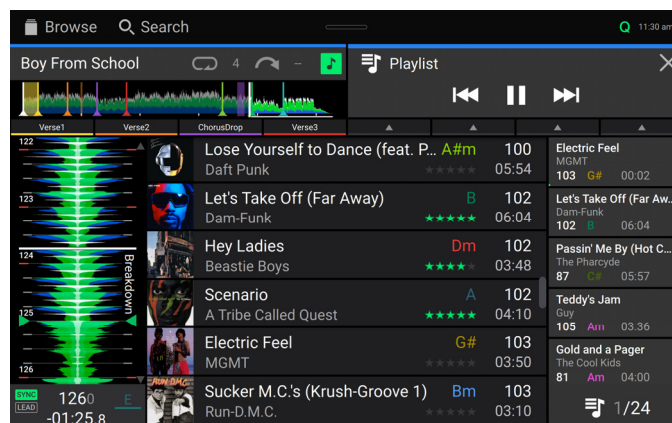 Browse Search Q 11:30 am
Boy From School 4 –
Playlist
Verse1 Verse2 ChorusDrop Verse3
122
123
124
125
126
Breakdown
Lose Yourself to Dance (feat. P... A#m 100
Daft Punk 05:54
Let's Take Off (Far Away) B 102
Dam-Funk 06:04
Hey Ladies Dm 102
Beastie Boys 03:48
Scenario A 102
A Tribe Called Quest 04:10
Electric Feel G# 103
MGMT 03:50
Sucker M.C.'s (Krush-Groove 1) Bm 103
Run-D.M.C. 03:10
Electric Feel
MGMT
103 G# 00:02
Let's Take Off (Far Aw..
Dam-Funk
102 B 06:04
Passin' Me By (Hot C...
The Pharcyde
87 C# 05:57
Teddy's Jam
Guy
105 Am 03.36
Gold and a Pager
The Cool Kids
81 Am 04:00
1/24
SYNC
LEAD
1260 E
-01:25.8
RUN DMC